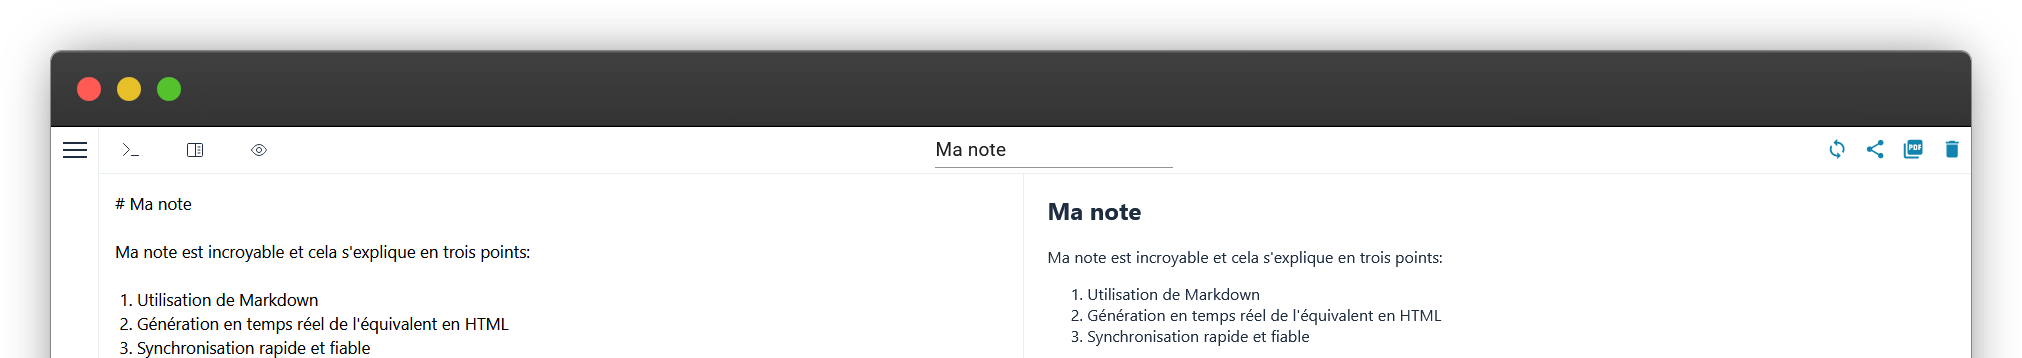 Ma note
PDF
# Ma note
Ma note est incroyable et cela s'explique en trois points:
1. Utilisation de Markdown
2. Génération en temps réel de l'équivalent en HTML
3. Synchronisation rapide et fiable
Ma note
Ma note est incroyable et cela s'explique en trois points:
1. Utilisation de Markdown
2. Génération en temps réel de l'équivalent en HTML
3. Synchronisation rapide et fiable